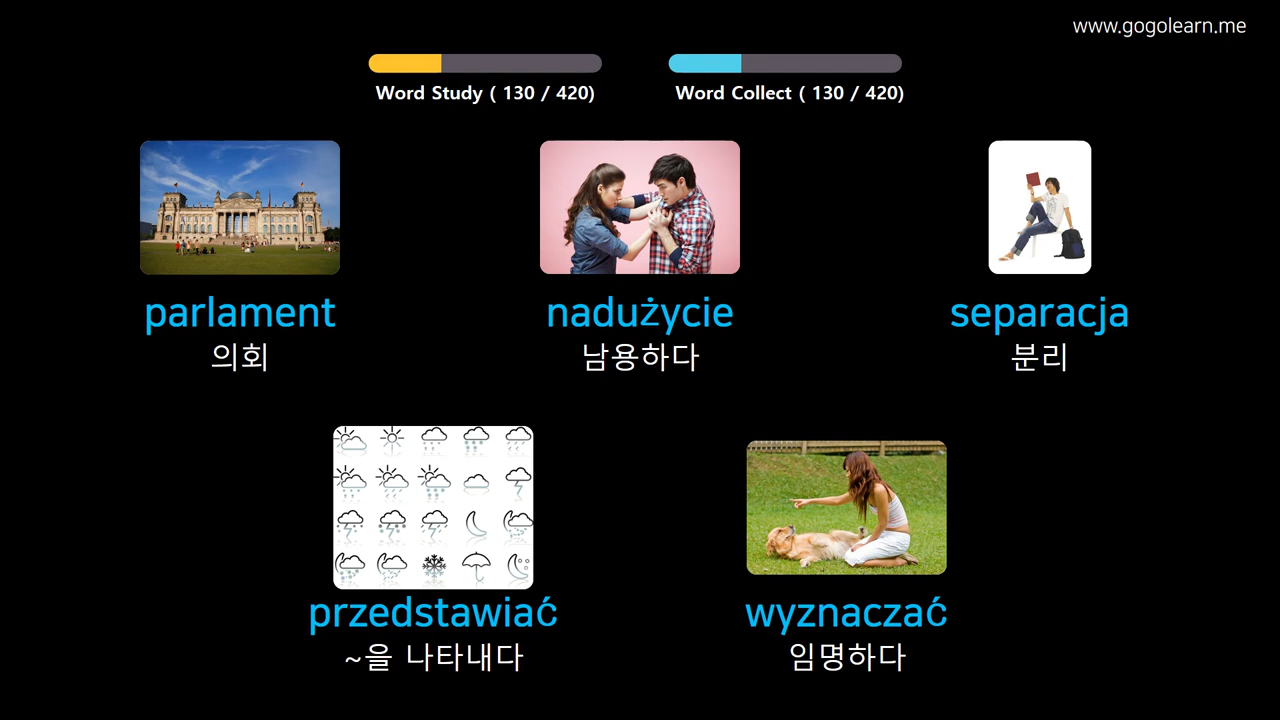 www.gogolearn.me
Word Study ( 130 / 420)
Word Collect ( 130 / 420)
parlament
의회
nadużycie
남용하다
separacja
분리
przedstawiać
~을 나타내다
wyznaczać
임명하다